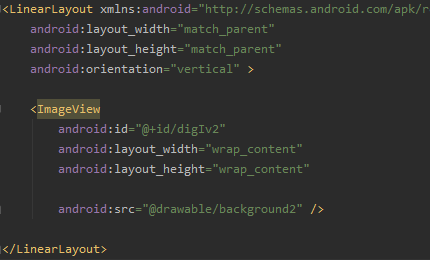 <LinearLayout xmlns:android="http://schemas.android.com/apk/r
    android:layout_width="match_parent"
    android:layout_height="match_parent"
    android:orientation="vertical" >
    <ImageView
        android:id="@+id/digIv2"
        android:layout_width="wrap_content"
        android:layout_height="wrap_content"
        android:src="@drawable/background2" />
</LinearLayout>